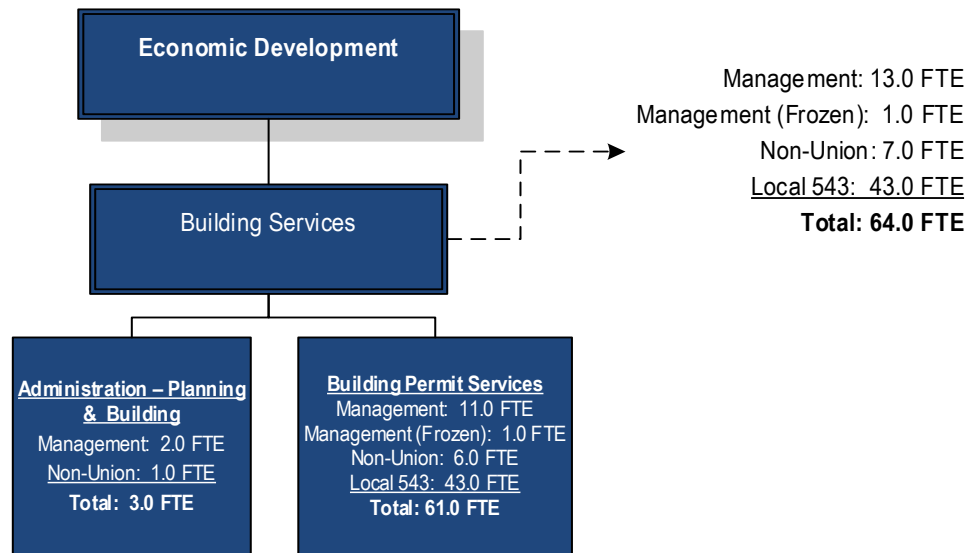 Economic Development
Building Services
Management: 13.0 FTE
Management (Frozen): 1.0 FTE
Non-Union: 7.0 FTE
Local 543: 43.0 FTE
Total: 64.0 FTE
Administration – Planning
& Building
Management: 2.0 FTE
Non-Union: 1.0 FTE
Total: 3.0 FTE
Building Permit Services
Management: 11.0 FTE
Management (Frozen): 1.0 FTE
Non-Union: 6.0 FTE
Local 543: 43.0 FTE
Total: 61.0 FTE